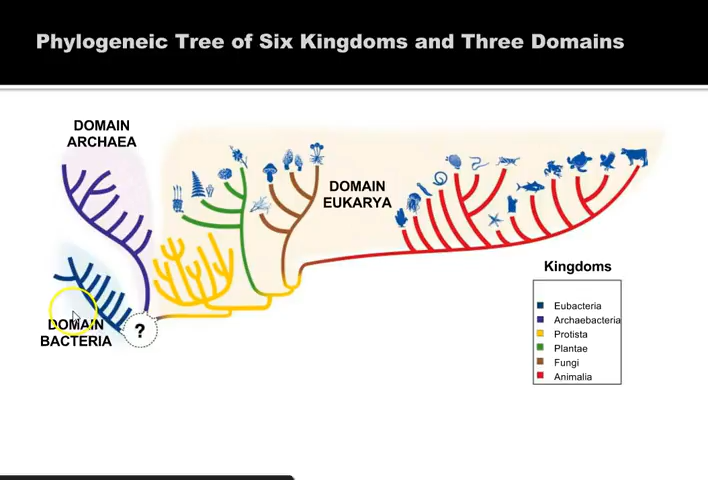 Phylogeneic Tree of Six Kingdoms and Three Domains
DOMAIN
ARCHAEA
DOMAIN
EUKARYA
DOMAIN
BACTERIA
?
Kingdoms
Eubacteria
Archaebacteria
Protista
Plantae
Fungi
Animalia